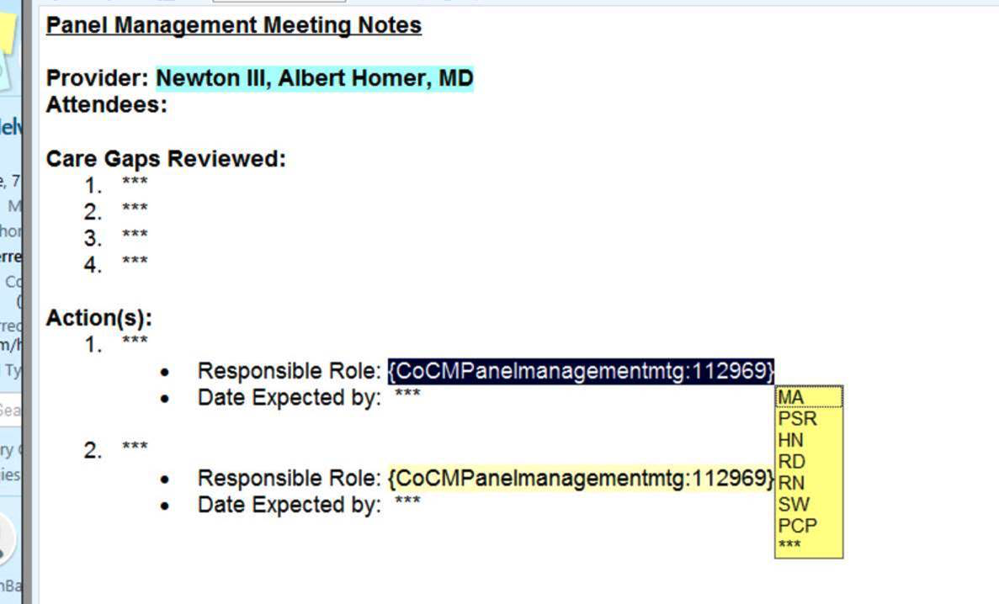 Panel Management Meeting Notes
Provider: Newton III, Albert Homer, MD
Attendees:
Care Gaps Reviewed:
1. ***
2. ***
3. ***
4. ***
Action(s):
1. ***
• Responsible Role: {CoCMPanelmanagementmtg:112969}
• Date Expected by: ***
MA
PSR
HN
RD
RN
SW
PCP
***
2. ***
• Responsible Role: {CoCMPanelmanagementmtg:112969}
• Date Expected by: ***